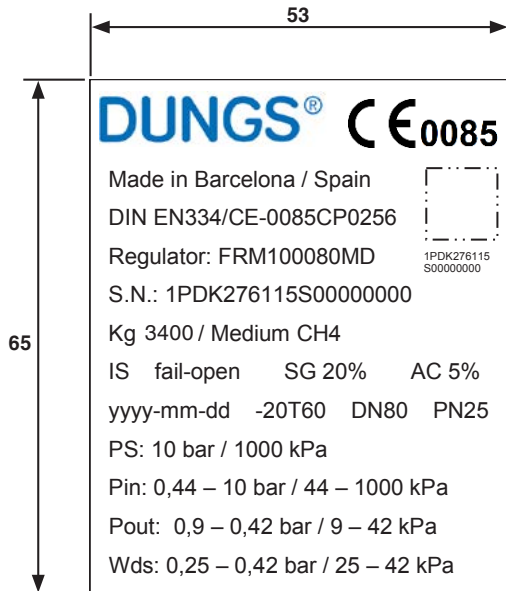 53
65
DUNGS® CE0085
Made in Barcelona / Spain
DIN EN334/CE-0085CP0256
Regulator: FRM100080MD
1PDK276115
S00000000
S.N.: 1PDK276115S00000000
Kg 3400 / Medium CH4
IS fail-open SG 20% AC 5%
yyyy-mm-dd -20T60 DN80 PN25
PS: 10 bar / 1000 kPa
Pin: 0,44 – 10 bar / 44 – 1000 kPa
Pout: 0,9 – 0,42 bar / 9 – 42 kPa
Wds: 0,25 – 0,42 bar / 25 – 42 kPa